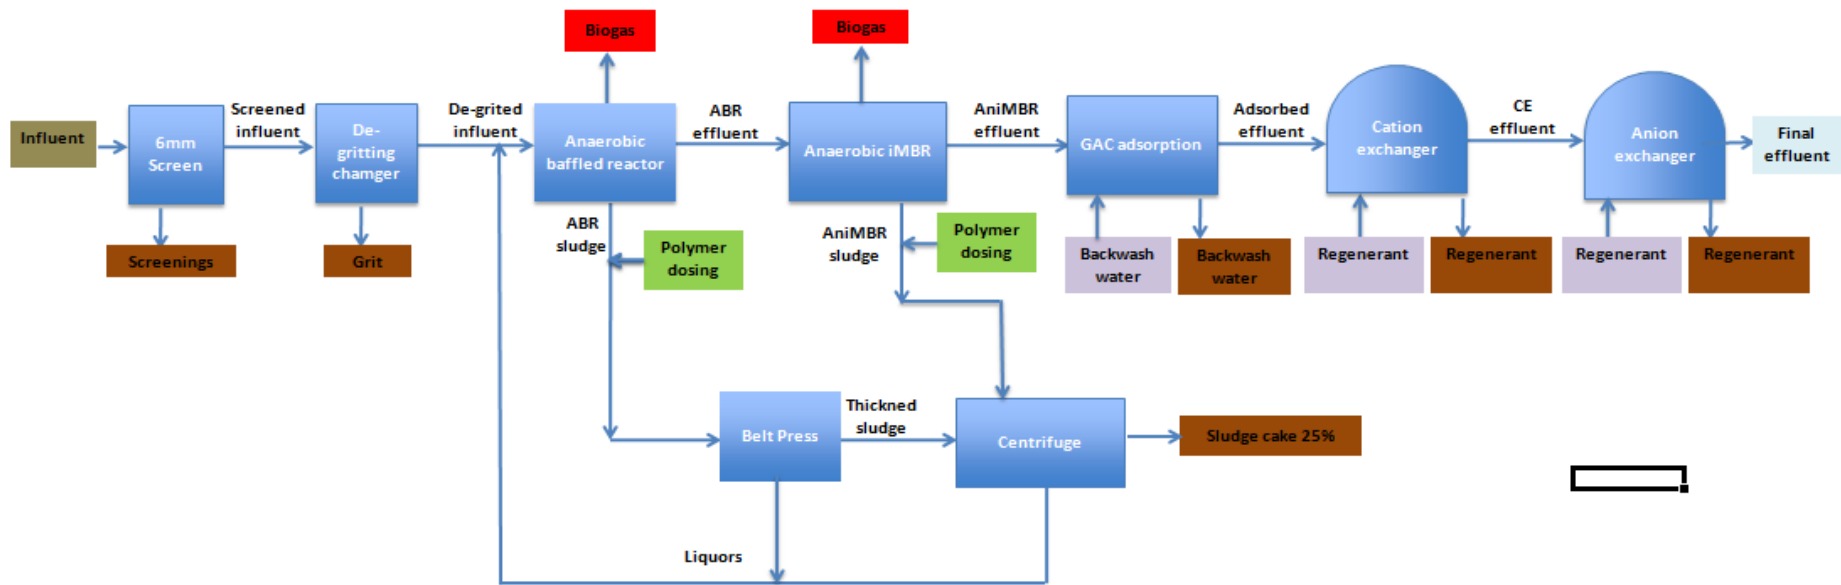 Biogas
Biogas
Influent
6mm
Screen
Screened
influent
De-
gritting
chamger
De-grited
influent
Anaerobic
baffled reactor
ABR
effluent
Anaerobic iMBR
AniMBR
effluent
GAC adsorption
Adsorbed
effluent
Cation
exchanger
CE
effluent
Anion
exchanger
Final
effluent
Screenings
Grit
ABR
sludge
Polymer
dosing
AniMBR
sludge
Polymer
dosing
Backwash
water
Backwash
water
Regenerant
Regenerant
Regenerant
Regenerant
Belt Press
Thickned
sludge
Centrifuge
Sludge cake 25%
Liquors